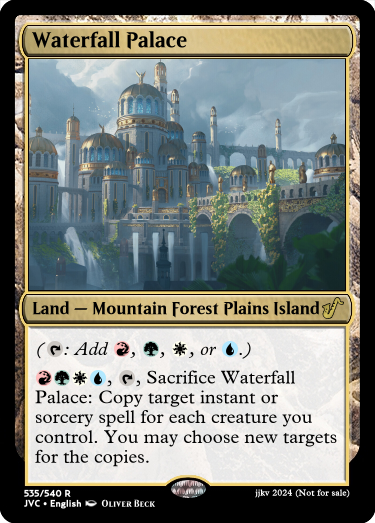 Waterfall Palace
Land — Mountain Forest Plains Island
(: Add , , , or .)
, , Sacrifice Waterfall
Palace: Copy target instant or
sorcery spell for each creature you
control. You may choose new targets
for the copies.
535/540 R
JVC • English OLIVER BECK
jjkv 2024 (Not for sale)